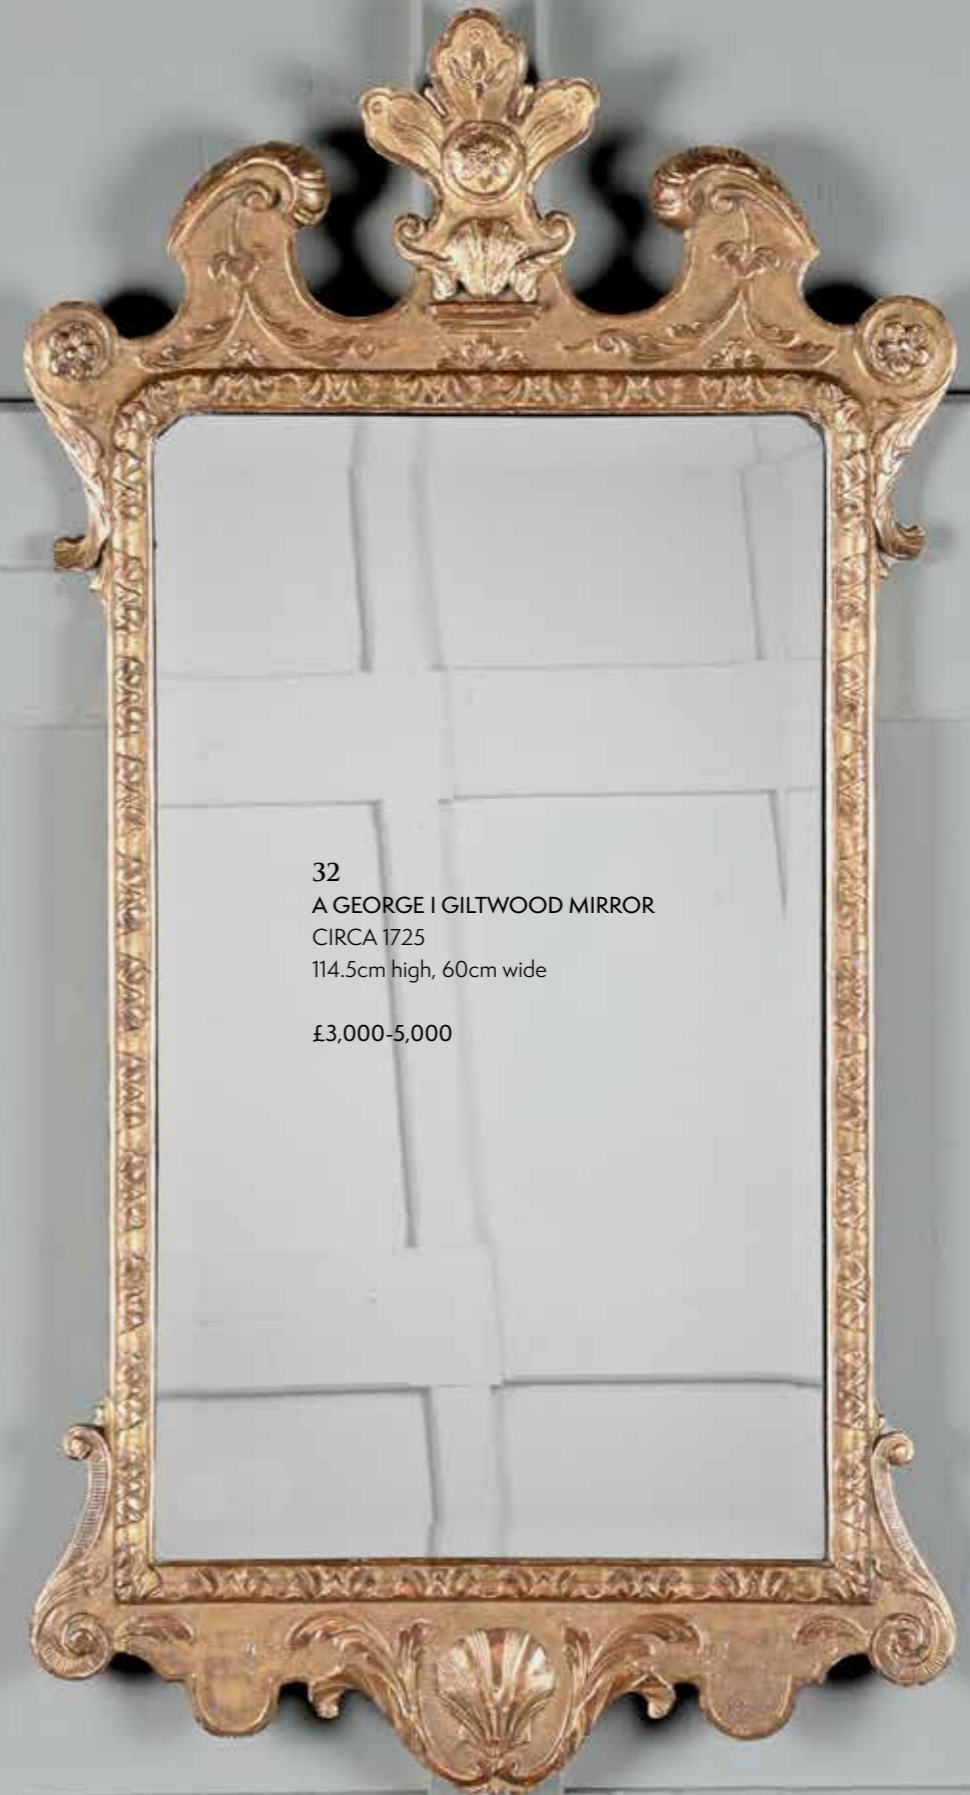 32
A GEORGE I GILTWOOD MIRROR
CIRCA 1725
114.5cm high, 60cm wide
£3,000-5,000